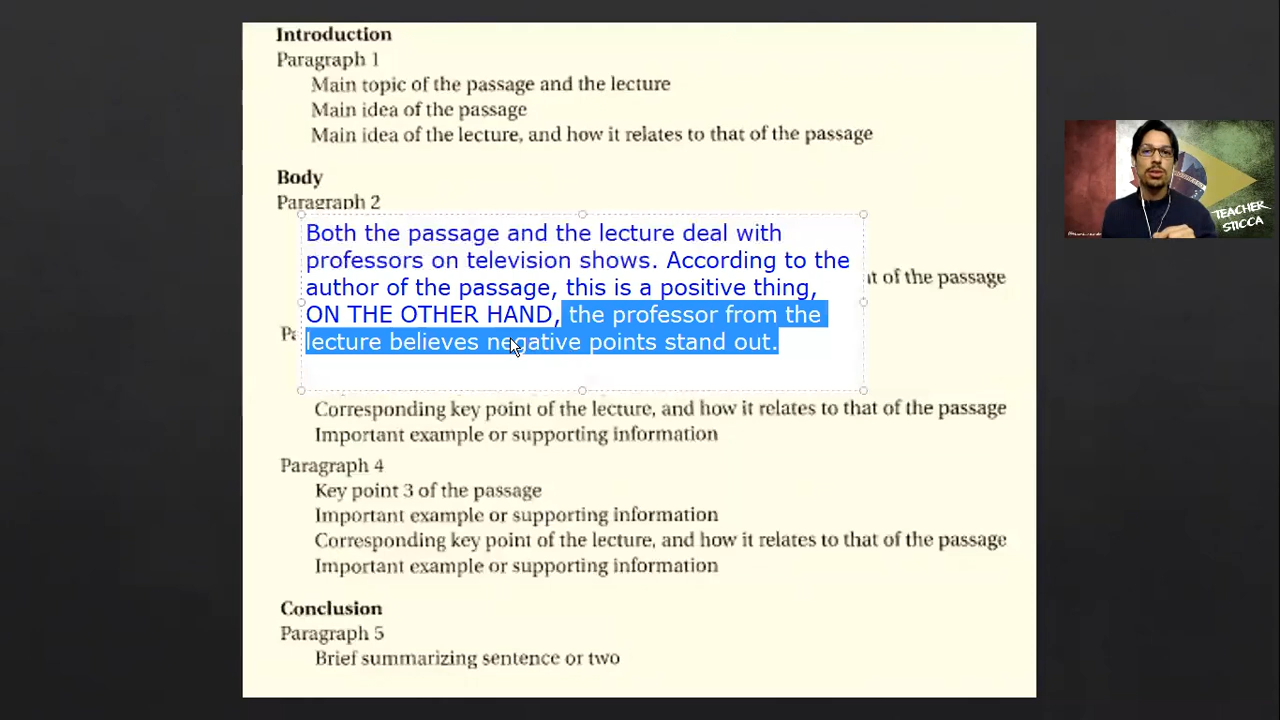 Introduction
Paragraph 1
Main topic of the passage and the lecture
Main idea of the passage
Main idea of the lecture, and how it relates to that of the passage
Body
Paragraph 2
Both the passage and the lecture deal with
professors on television shows. According to the
author of the passage, this is a positive thing,
ON THE OTHER HAND, the professor from the
lecture believes negative points stand out.
t of the passage
Pa
Corresponding key point of the lecture, and how it relates to that of the passage
Important example or supporting information
Paragraph 4
Key point 3 of the passage
Important example or supporting information
Corresponding key point of the lecture, and how it relates to that of the passage
Important example or supporting information
Conclusion
Paragraph 5
Brief summarizing sentence or two
TEACHER
STICCA